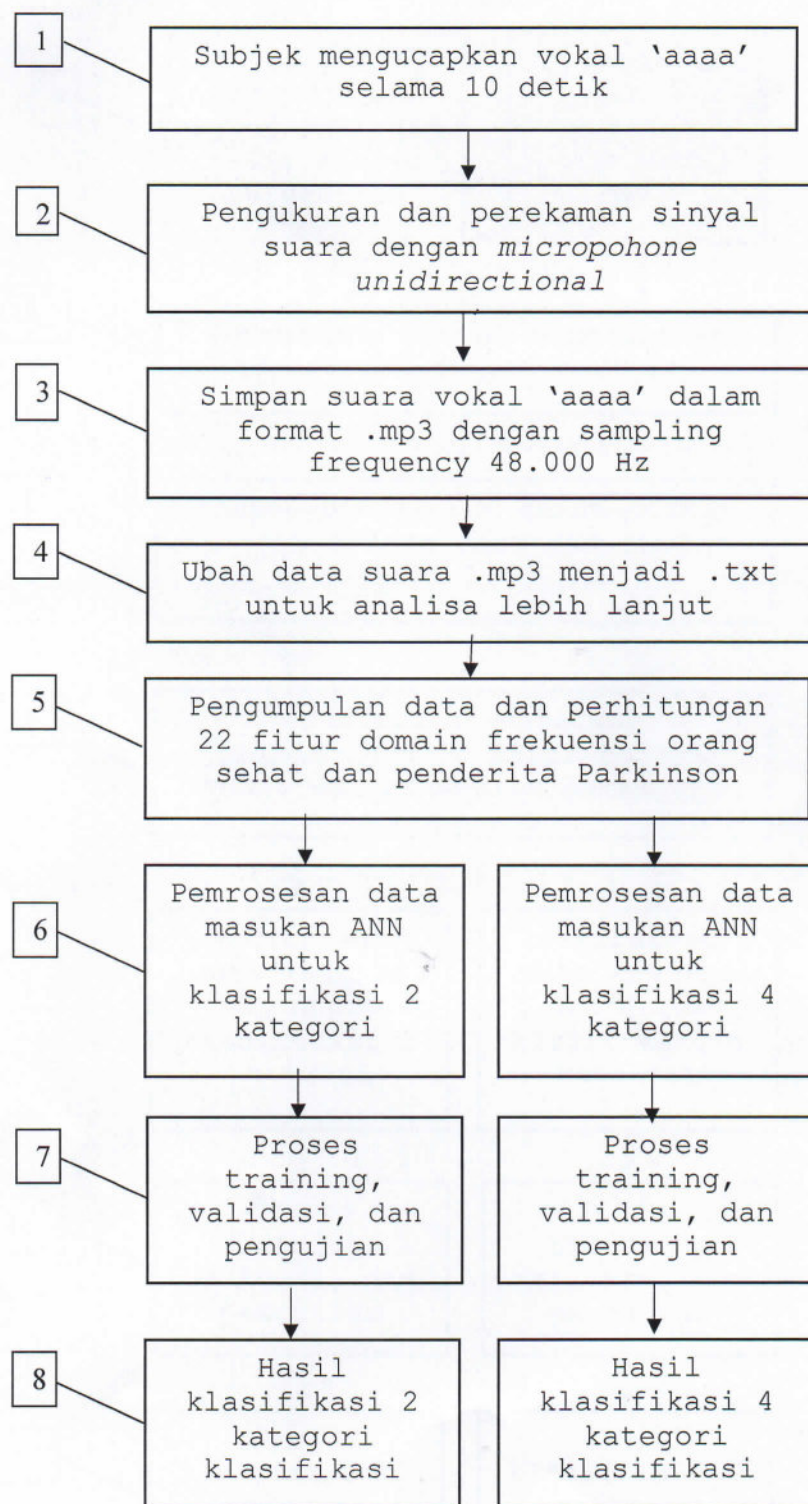 1
Subjek mengucapkan vokal ‘aaaa’
selama 10 detik
2
Pengukuran dan perekaman sinyal
suara dengan micropohone
unidirectional
3
Simpan suara vokal ‘aaaa’ dalam
format .mp3 dengan sampling
frequency 48.000 Hz
4
Ubah data suara .mp3 menjadi .txt
untuk analisa lebih lanjut
5
Pengumpulan data dan perhitungan
22 fitur domain frekuensi orang
sehat dan penderita Parkinson
6
Pemrosesan data
masukan ANN
untuk
klasifikasi 2
kategori
Pemrosesan data
masukan ANN
untuk
klasifikasi 4
kategori
7
Proses
training,
validasi, dan
pengujian
Proses
training,
validasi, dan
pengujian
8
Hasil
klasifikasi 2
kategori
klasifikasi
Hasil
klasifikasi 4
kategori
klasifikasi